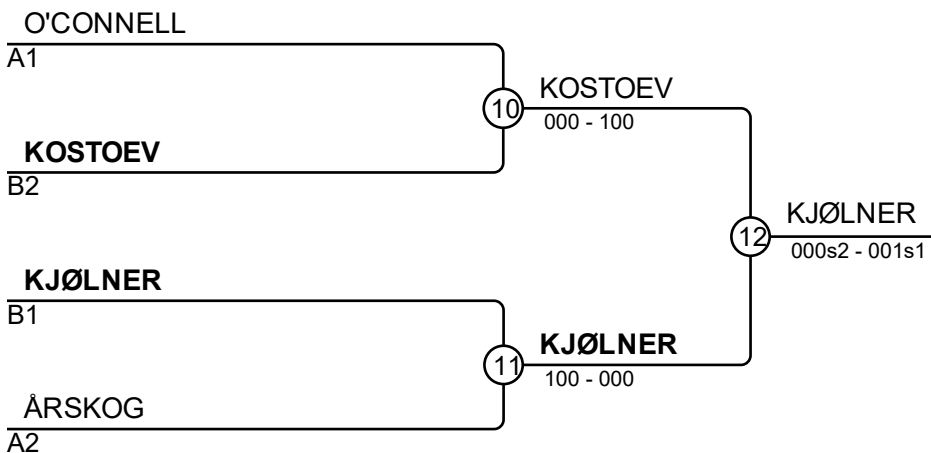 O'CONNELL
A1
10
KOSTOEV
000 - 100
KOSTOEV
B2
12
KJØLNER
000s2 - 001s1
KJØLNER
B1
11
KJØLNER
100 - 000
ÅRSKOG
A2